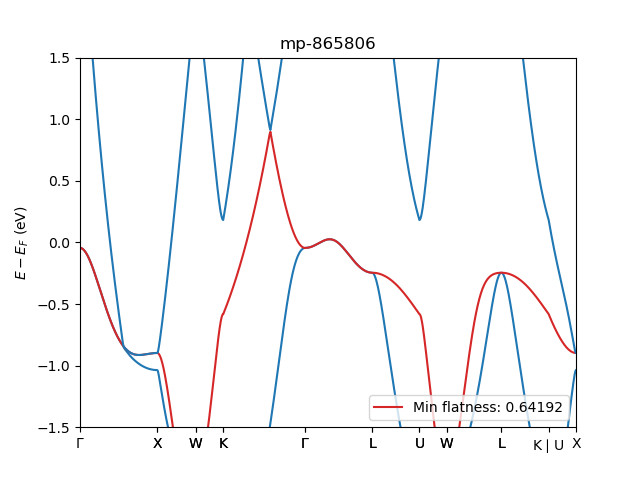 mp-865806
E − E_F (eV)
1.5
1.0
0.5
0.0
−0.5
−1.0
−1.5
Min flatness: 0.64192
Γ X W K Γ L U W L K | U X